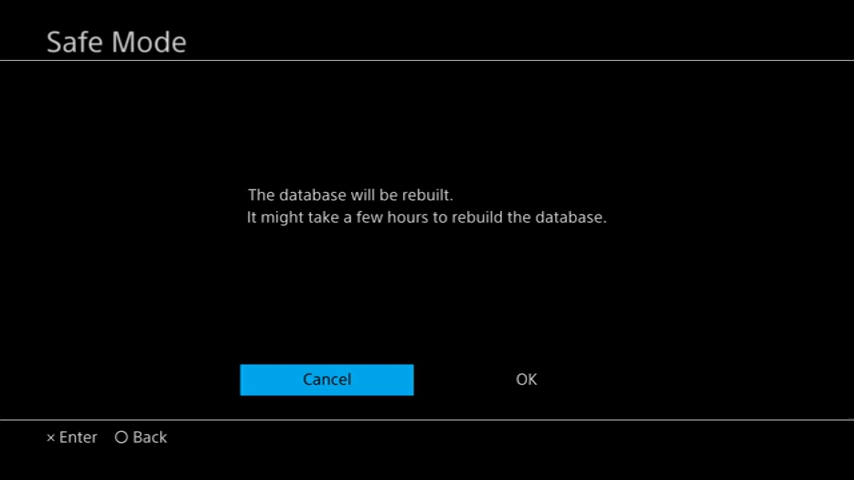 Safe Mode
The database will be rebuilt.
It might take a few hours to rebuild the database.
Cancel OK
× Enter ○ Back